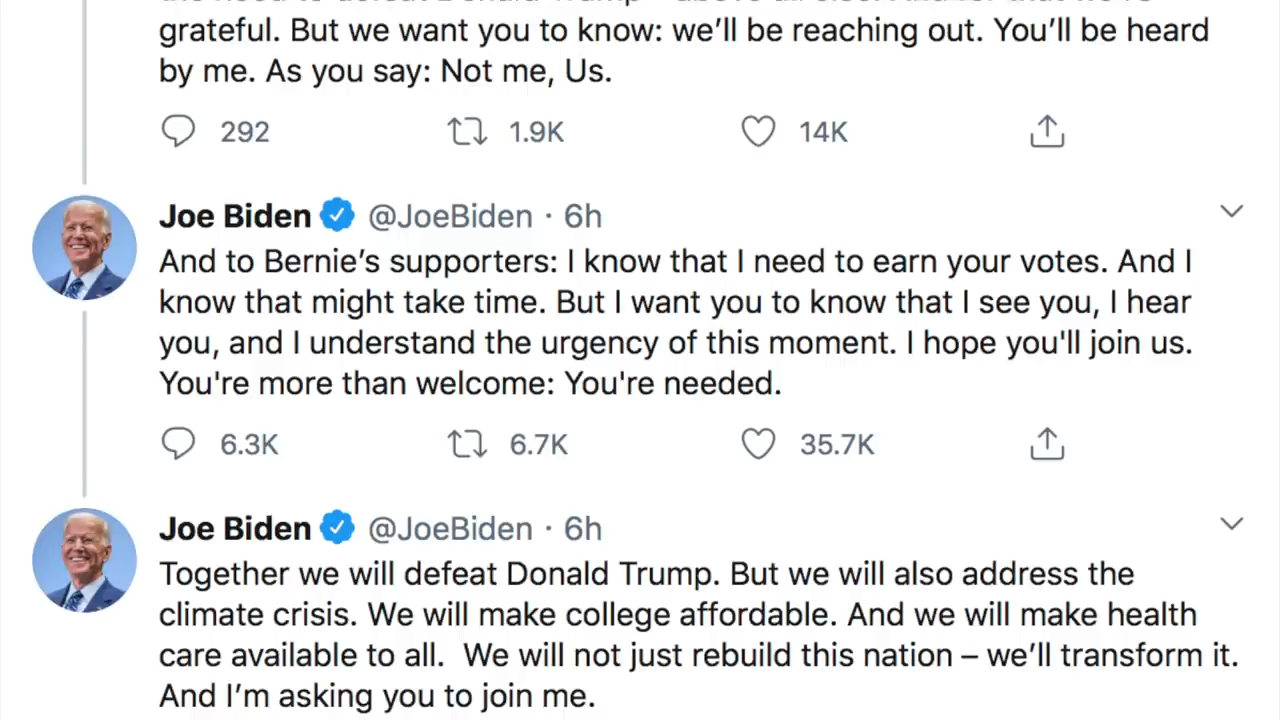 grateful. But we want you to know: we’ll be reaching out. You’ll be heard
by me. As you say: Not me, Us.
292 1.9K 14K
Joe Biden @JoeBiden · 6h
And to Bernie’s supporters: I know that I need to earn your votes. And I
know that might take time. But I want you to know that I see you, I hear
you, and I understand the urgency of this moment. I hope you'll join us.
You're more than welcome: You're needed.
6.3K 6.7K 35.7K
Joe Biden @JoeBiden · 6h
Together we will defeat Donald Trump. But we will also address the
climate crisis. We will make college affordable. And we will make health
care available to all.  We will not just rebuild this nation – we’ll transform it.
And I’m asking you to join me.